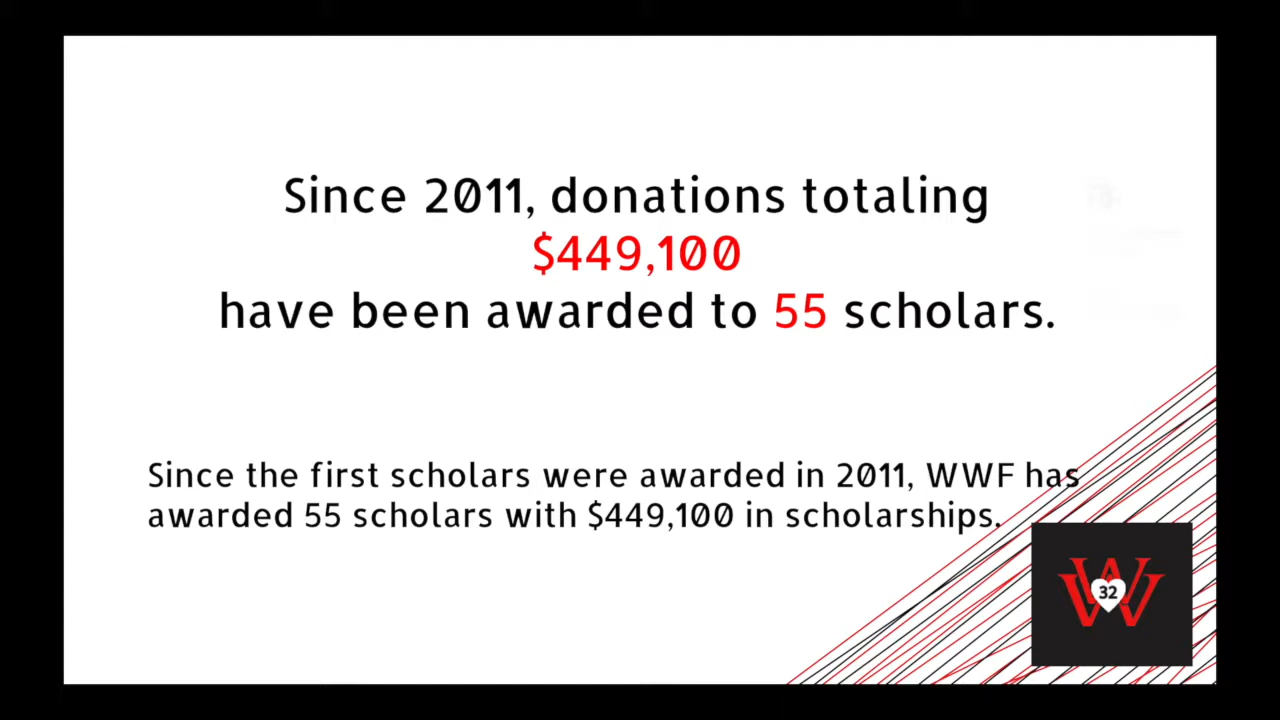 Since 2011, donations totaling
$449,100
have been awarded to 55 scholars.
Since the first scholars were awarded in 2011, WWF has
awarded 55 scholars with $449,100 in scholarships.
W
32